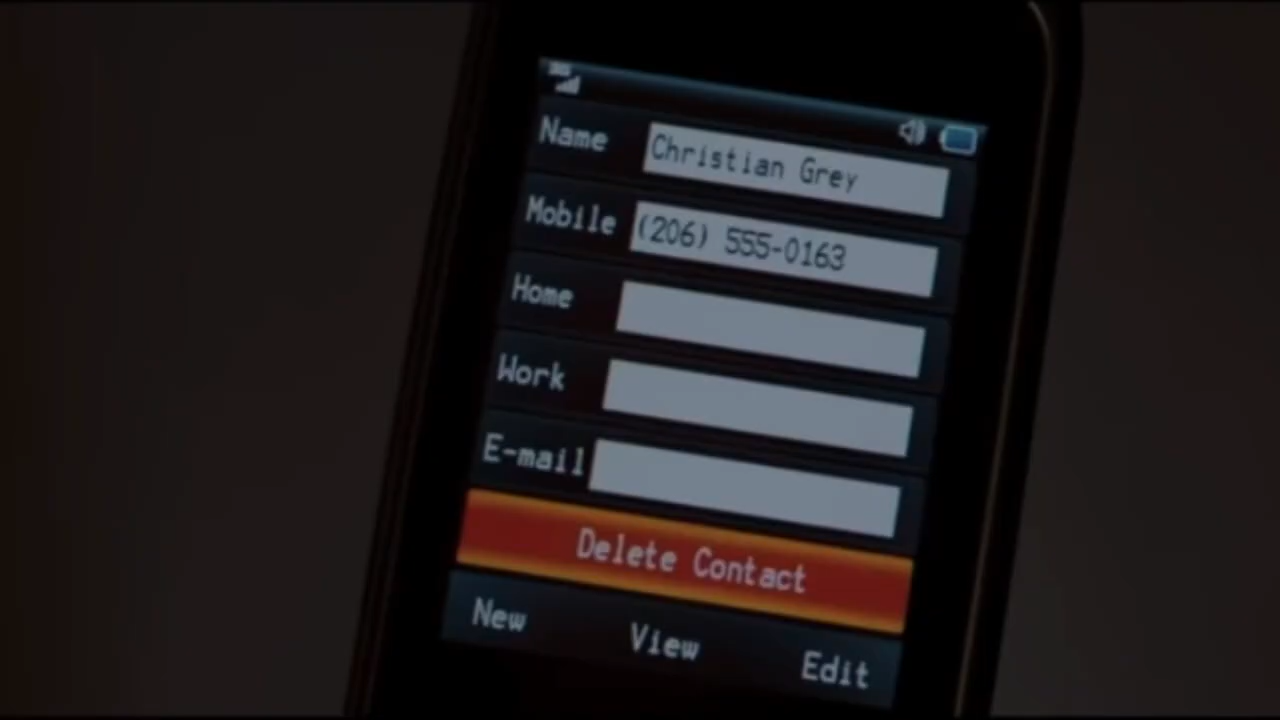 Name Christian Grey
Mobile (206) 555-0163
Home
Work
E-mail
Delete Contact
New View Edit